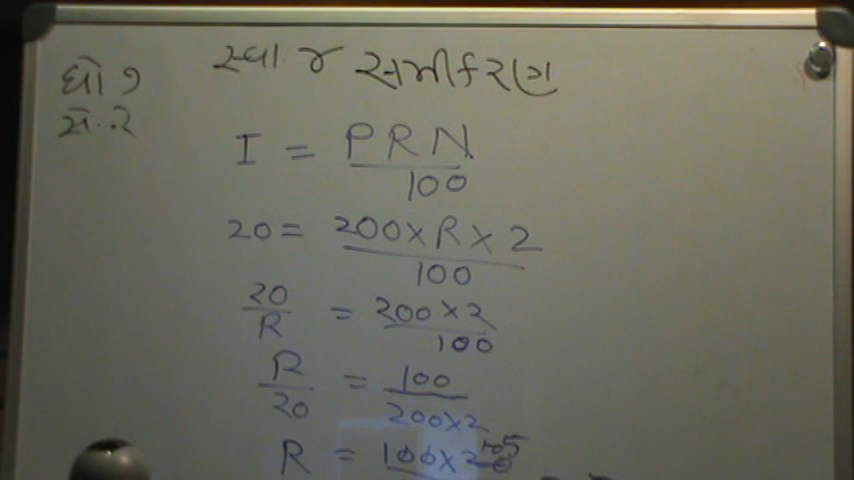 સ્વા. ૪ સમીકરણ
ધો ૭
સે. ૨
I = PRN
100
20 = 200 x R x 2
100
20 = 200 x 2
R 100
R = 100
20 200 x 2
R = 100 x 20